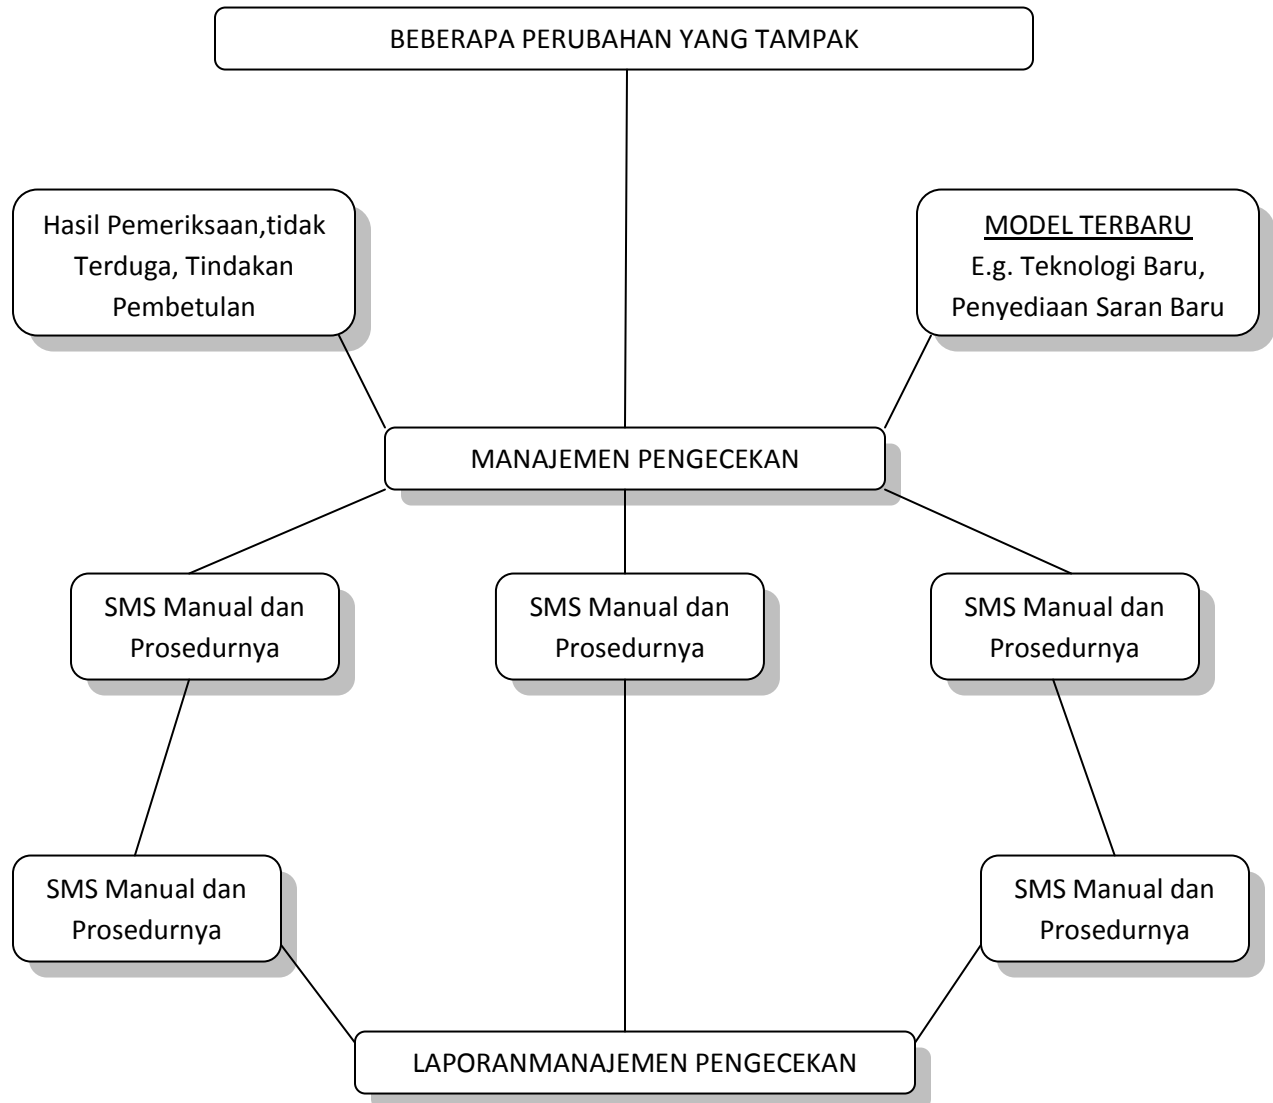 BEBERAPA PERUBAHAN YANG TAMPAK
Hasil Pemeriksaan,tidak
Terduga, Tindakan
Pembetulan
MODEL TERBARU
E.g. Teknologi Baru,
Penyediaan Saran Baru
MANAJEMEN PENGECEKAN
SMS Manual dan
Prosedurnya
SMS Manual dan
Prosedurnya
SMS Manual dan
Prosedurnya
SMS Manual dan
Prosedurnya
SMS Manual dan
Prosedurnya
LAPORANMANAJEMEN PENGECEKAN